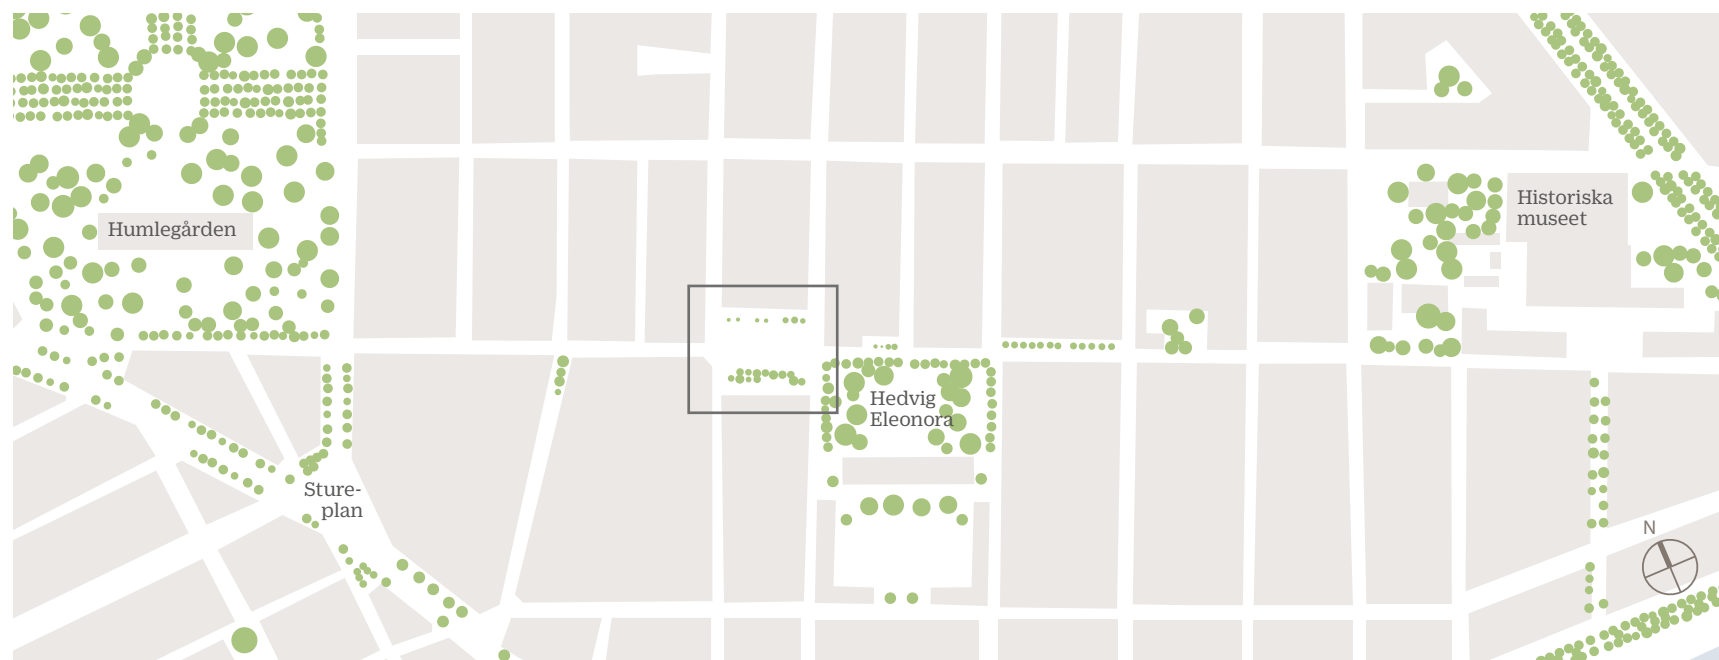 Humlegården
Historiska
museet
Hedvig
Eleonora
Sture-
plan
N